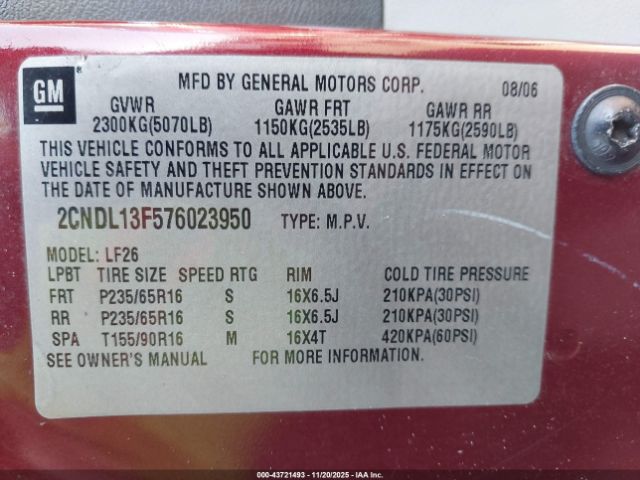 GM
MFD BY GENERAL MOTORS CORP. 08/06
GVWR GAWR FRT GAWR RR
2300KG(5070LB) 1150KG(2535LB) 1175KG(2590LB)
THIS VEHICLE CONFORMS TO ALL APPLICABLE U.S. FEDERAL MOTOR
VEHICLE SAFETY AND THEFT PREVENTION STANDARDS IN EFFECT ON
THE DATE OF MANUFACTURE SHOWN ABOVE.
2CNDL13F576023950 TYPE: M.P.V.
MODEL: LF26
LPBT TIRE SIZE SPEED RTG RIM COLD TIRE PRESSURE
FRT P235/65R16 S 16X6.5J 210KPA(30PSI)
RR P235/65R16 S 16X6.5J 210KPA(30PSI)
SPA T155/90R16 M 16X4T 420KPA(60PSI)
SEE OWNER'S MANUAL FOR MORE INFORMATION.
000-43721493 - 11/20/2025 - IAAI.COM